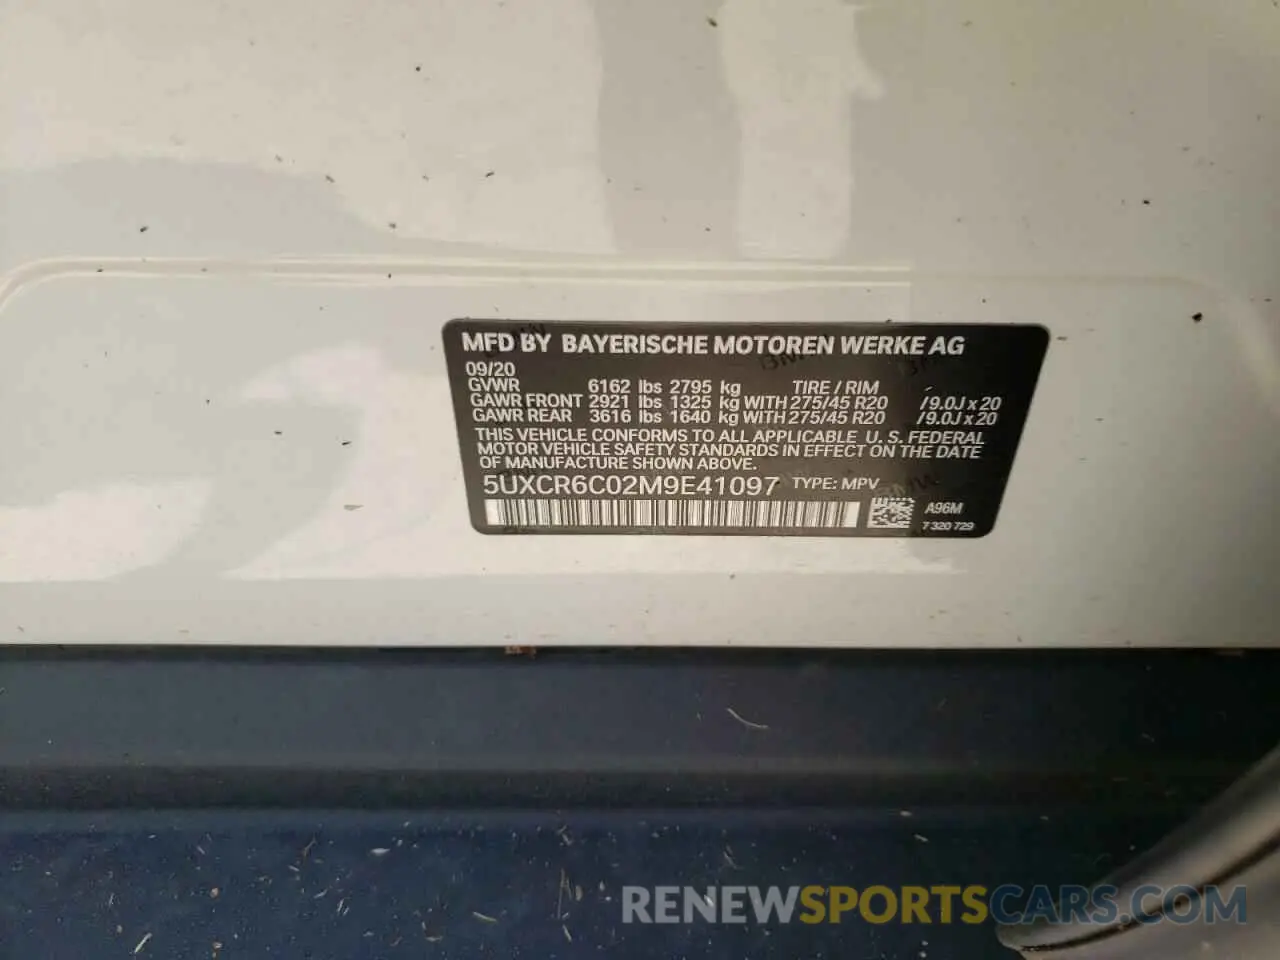 MFD BY BAYERISCHE MOTOREN WERKE AG
09/20
GVWR 6162 lbs 2795 kg TIRE / RIM
GAWR FRONT 2921 lbs 1325 kg WITH 275/45 R20 / 9.0J x 20
GAWR REAR 3616 lbs 1640 kg WITH 275/45 R20 / 9.0J x 20
THIS VEHICLE CONFORMS TO ALL APPLICABLE U. S. FEDERAL
MOTOR VEHICLE SAFETY STANDARDS IN EFFECT ON THE DATE
OF MANUFACTURE SHOWN ABOVE.
5UXCR6C02M9E41097 TYPE: MPV
A96M
7 320 729
RENEWSPORTSCARS.COM